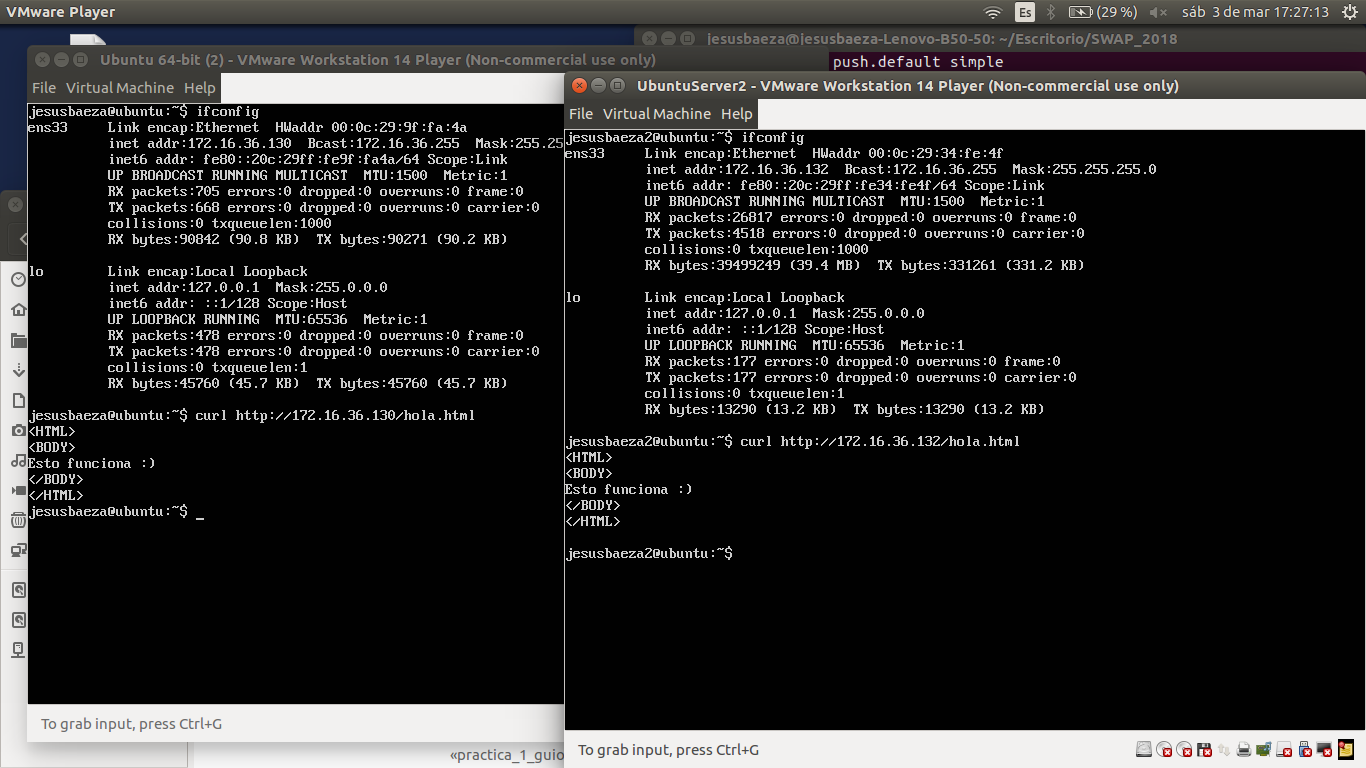 VMware Player
Es
(29 %)
sáb 3 de mar 17:27:13
jesusbaeza@jesusbaeza-Lenovo-B50-50: ~/Escritorio/SWAP_2018
push.default simple
Ubuntu 64-bit (2) - VMware Workstation 14 Player (Non-commercial use only)
File Virtual Machine Help
jesusbaeza@ubuntu:~$ ifconfig
ens33 Link encap:Ethernet HWaddr 00:0c:29:9f:fa:4a
inet addr:172.16.36.130 Bcast:172.16.36.255 Mask:255.25
inet6 addr: fe80::20c:29ff:fe9f:fa4a/64 Scope:Link
UP BROADCAST RUNNING MULTICAST MTU:1500 Metric:1
RX packets:705 errors:0 dropped:0 overruns:0 frame:0
TX packets:668 errors:0 dropped:0 overruns:0 carrier:0
collisions:0 txqueuelen:1000
RX bytes:90842 (90.8 KB) TX bytes:90271 (90.2 KB)
lo Link encap:Local Loopback
inet addr:127.0.0.1 Mask:255.0.0.0
inet6 addr: ::1/128 Scope:Host
UP LOOPBACK RUNNING MTU:65536 Metric:1
RX packets:478 errors:0 dropped:0 overruns:0 frame:0
TX packets:478 errors:0 dropped:0 overruns:0 carrier:0
collisions:0 txqueuelen:1
RX bytes:45760 (45.7 KB) TX bytes:45760 (45.7 KB)
jesusbaeza@ubuntu:~$ curl http://172.16.36.130/hola.html
<HTML>
<BODY>
Esto funciona :)
</BODY>
</HTML>
jesusbaeza@ubuntu:~$ _
To grab input, press Ctrl+G
«practica_1_guio
UbuntuServer2 - VMware Workstation 14 Player (Non-commercial use only)
File Virtual Machine Help
jesusbaeza2@ubuntu:~$ ifconfig
ens33 Link encap:Ethernet HWaddr 00:0c:29:34:fe:4f
inet addr:172.16.36.132 Bcast:172.16.36.255 Mask:255.255.255.0
inet6 addr: fe80::20c:29ff:fe34:fe4f/64 Scope:Link
UP BROADCAST RUNNING MULTICAST MTU:1500 Metric:1
RX packets:26817 errors:0 dropped:0 overruns:0 frame:0
TX packets:4518 errors:0 dropped:0 overruns:0 carrier:0
collisions:0 txqueuelen:1000
RX bytes:39499249 (39.4 MB) TX bytes:331261 (331.2 KB)
lo Link encap:Local Loopback
inet addr:127.0.0.1 Mask:255.0.0.0
inet6 addr: ::1/128 Scope:Host
UP LOOPBACK RUNNING MTU:65536 Metric:1
RX packets:177 errors:0 dropped:0 overruns:0 frame:0
TX packets:177 errors:0 dropped:0 overruns:0 carrier:0
collisions:0 txqueuelen:1
RX bytes:13290 (13.2 KB) TX bytes:13290 (13.2 KB)
jesusbaeza2@ubuntu:~$ curl http://172.16.36.132/hola.html
<HTML>
<BODY>
Esto funciona :)
</BODY>
</HTML>
jesusbaeza2@ubuntu:~$
To grab input, press Ctrl+G